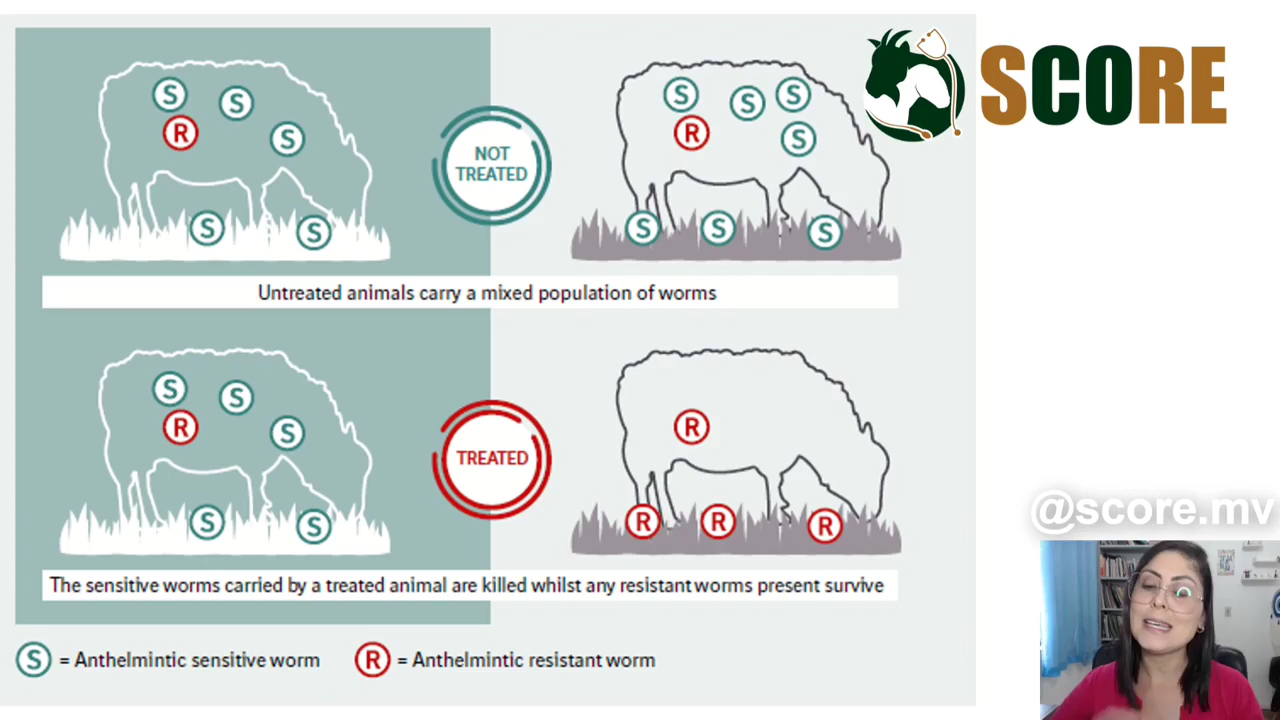 SCORE
S
S
R
S
S
S
NOT
TREATED
S
S
S
R
S
S
S
S
Untreated animals carry a mixed population of worms
S
S
R
S
S
S
TREATED
R
R
R
R
The sensitive worms carried by a treated animal are killed whilst any resistant worms present survive
S = Anthelmintic sensitive worm
R = Anthelmintic resistant worm
@score.mv